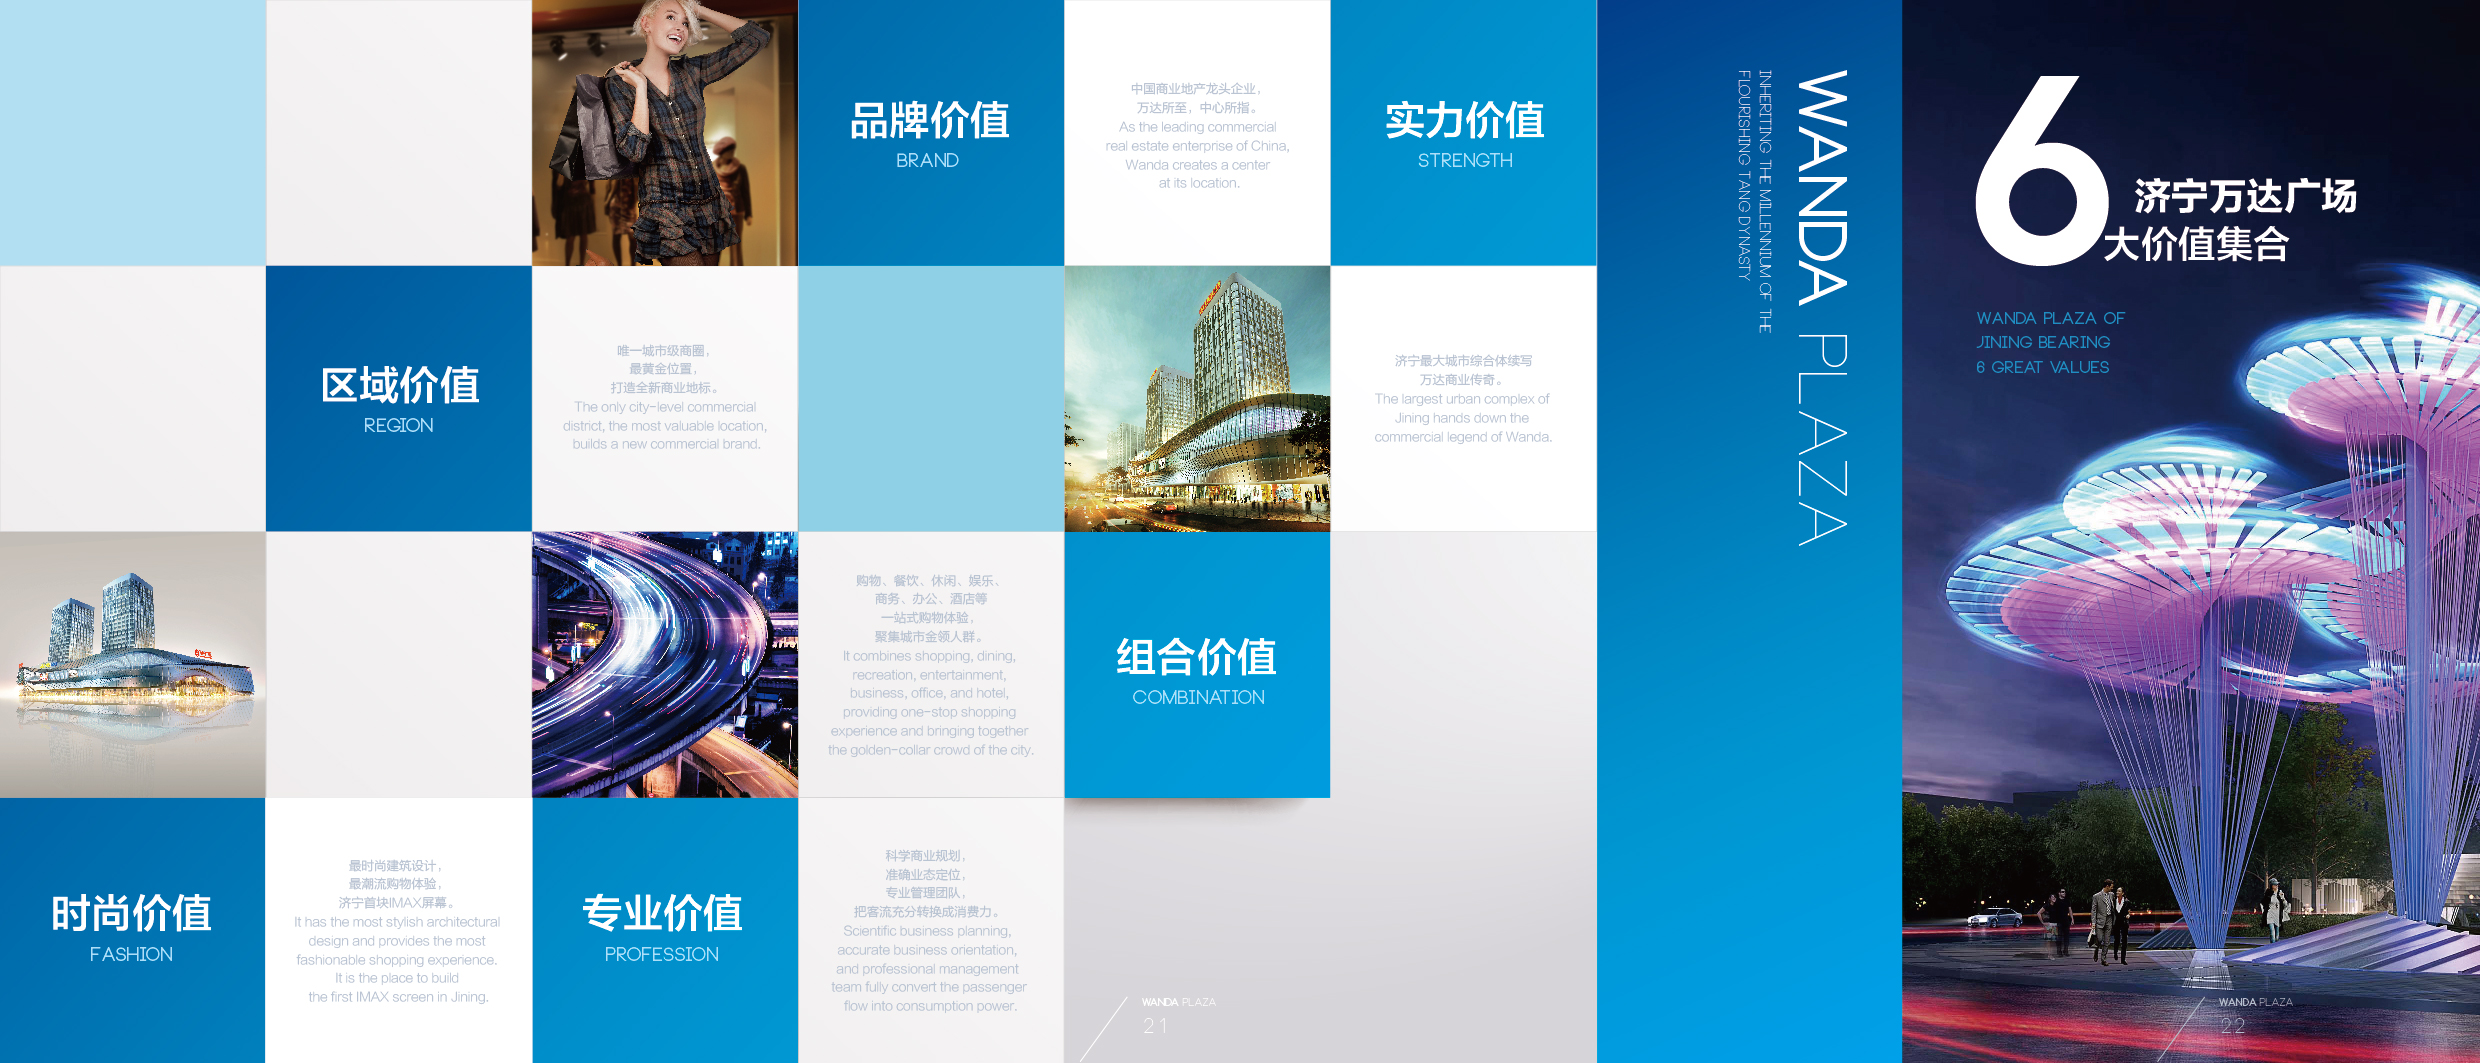 品牌价值
BRAND
中国商业地产龙头企业，
万达所至，中心所指。
As the leading commercial
real estate enterprise of China,
Wanda creates a center
at its location.
实力价值
STRENGTH
区域价值
REGION
唯一城市级商圈，
最黄金位置，
打造全新商业地标。
The only city-level commercial
district, the most valuable location,
builds a new commercial brand.
济宁最大城市综合体续写
万达商业传奇。
The largest urban complex of
Jining hands down the
commercial legend of Wanda.
购物、餐饮、休闲、娱乐、
商务、办公、酒店等
一站式购物体验，
聚集城市金领人群。
It combines shopping, dining,
recreation, entertainment,
business, office, and hotel,
providing one-stop shopping
experience and bringing together
the golden-collar crowd of the city.
组合价值
COMBINATION
时尚价值
FASHION
最时尚建筑设计，
最潮流购物体验，
济宁首块IMAX屏幕。
It has the most stylish architectural
design and provides the most
fashionable shopping experience.
It is the place to build
the first IMAX screen in Jining.
专业价值
PROFESSION
科学商业规划，
准确业态定位，
专业管理团队，
把客流充分转换成消费力。
Scientific business planning,
accurate business orientation,
and professional management
team fully convert the passenger
flow into consumption power.
WANDA PLAZA
21
WANDA PLAZA
INHERITING THE MILLENNIUM OF THE
FLOURISHING TANG DYNASTY
6
济宁万达广场
大价值集合
WANDA PLAZA OF
JINING BEARING
6 GREAT VALUES
WANDA PLAZA
22